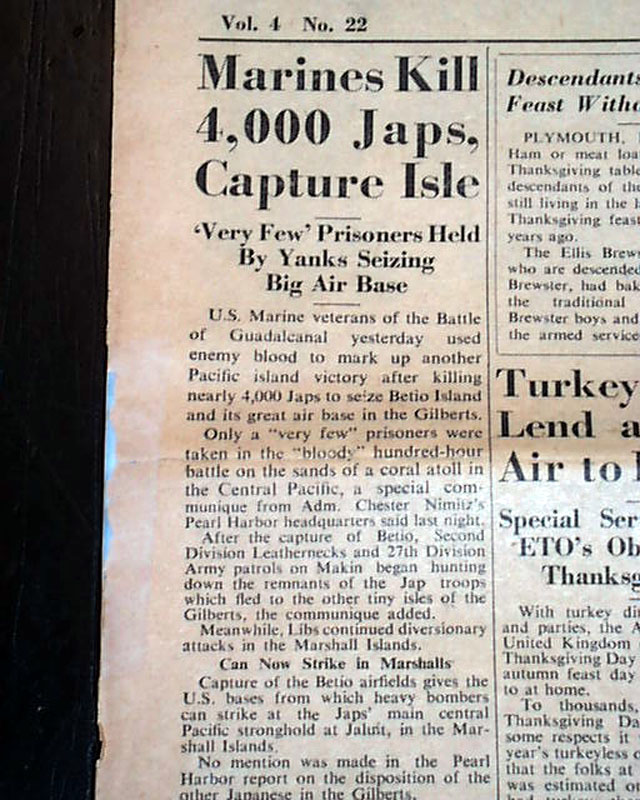 Vol. 4 No. 22
Marines Kill
4,000 Japs,
Capture Isle
'Very Few' Prisoners Held
By Yanks Seizing
Big Air Base
U.S. Marine veterans of the Battle
of Guadalcanal yesterday used
enemy blood to mark up another
Pacific island victory after killing
nearly 4,000 Japs to seize Betio Island
and its great air base in the Gilberts.
Only a "very few" prisoners were
taken in the "bloody" hundred-hour
battle on the sands of a coral atoll in
the Central Pacific, a special com-
munique from Adm. Chester Nimitz's
Pearl Harbor headquarters said last night.
After the capture of Betio, Second
Division Leathernecks and 27th Division
Army patrols on Makin began hunting
down the remnants of the Jap troops
which fled to the other tiny isles of the
Gilberts, the communique added.
Meanwhile, Libs continued diversionary
attacks in the Marshall Islands.
Can Now Strike in Marshalls
Capture of the Betio airfields gives the
U.S. bases from which heavy bombers
can strike at the Japs' main central
Pacific stronghold at Jaluit, in the Mar-
shall Islands.
No mention was made in the Pearl
Harbor report on the disposition of the
other Japanese in the Gilberts.
Descendants
Feast Witho
PLYMOUTH,
Ham or meat loa
Thanksgiving table
descendants of the
still living in the
Thanksgiving feast
years ago.
The Ellis Brews
who are descended
Brewster, had bak
the traditional
Brewster boys and
the armed service
Turkey
Lend a
Air to
Special Ser
ETO's Ob
Thanksg
With turkey din
and parties, the A
United Kingdom
Thanksgiving Day
autumn feast day
to at home.
To thousands,
Thanksgiving Da
some respects it
year's turkeyless
that the folks at
was estimated